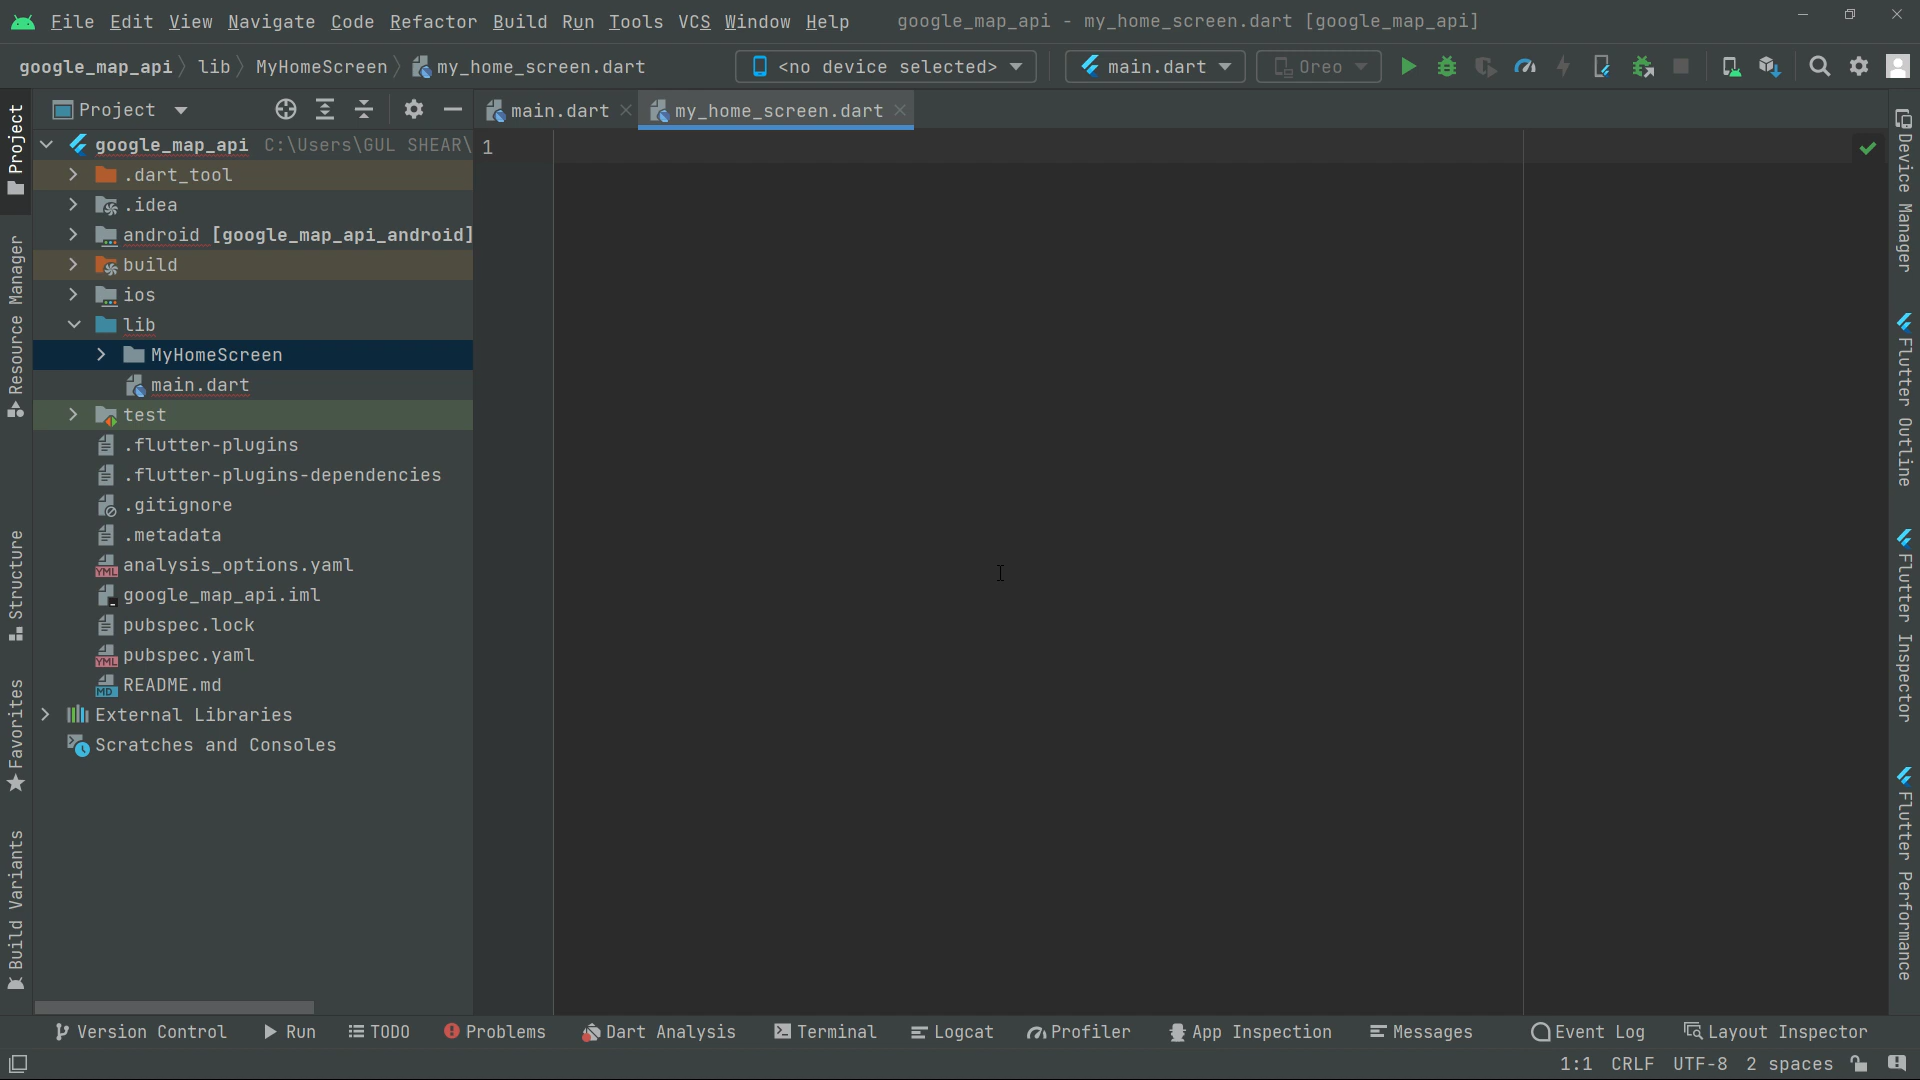 File Edit View Navigate Code Refactor Build Run Tools VCS Window Help google_map_api - my_home_screen.dart [google_map_api]
google_map_api lib MyHomeScreen my_home_screen.dart <no device selected> main.dart Oreo
Project main.dart my_home_screen.dart
google_map_api C:\Users\GUL SHEAR\ 1
.dart_tool
.idea
android [google_map_api_android]
build
ios
lib
MyHomeScreen
main.dart
test
.flutter-plugins
.flutter-plugins-dependencies
.gitignore
.metadata
analysis_options.yaml
google_map_api.iml
pubspec.lock
pubspec.yaml
README.md
External Libraries
Scratches and Consoles
Project
Resource Manager
Structure
Favorites
Build Variants
Device Manager
Flutter Outline
Flutter Inspector
Flutter Performance
Version Control Run TODO Problems Dart Analysis Terminal Logcat Profiler App Inspection Messages Event Log Layout Inspector
1:1 CRLF UTF-8 2 spaces